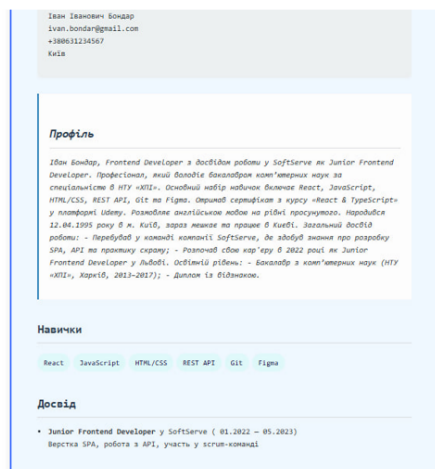 Іван Іванович Бондар
ivan.bondar@gmail.com
+380631234567
Київ
Профіль
Іван Бондар, Frontend Developer з досвідом роботи у SoftServe як Junior Frontend
Developer. Професіонал, який володіє бакалавром комп'ютерних наук за
спеціальністю в НТУ «ХПІ». Основний набір навичок включає React, JavaScript,
HTML/CSS, REST API, Git та Figma. Отримав сертифікат з курсу «React & TypeScript»
у платформі Udemy. Розмовляє англійською мовою на рівні просунутого. Народився
12.04.1995 року в м. Київ, зараз мешкає та працює в Києві. Загальний досвід
роботи: - Перебував у команді компанії SoftServe, де здобув знання про розробку
SPA, API та практику скраму; - Розпочав свою кар'єру в 2022 році як Junior
Frontend Developer у Львові. Освітній рівень: - Бакалавр з комп'ютерних наук (НТУ
«ХПІ», Харків, 2013–2017); - Диплом із відзнакою.
Навички
React JavaScript HTML/CSS REST API Git Figma
Досвід
• Junior Frontend Developer у SoftServe ( 01.2022 – 05.2023)
Верстка SPA, робота з API, участь у scrum-команді